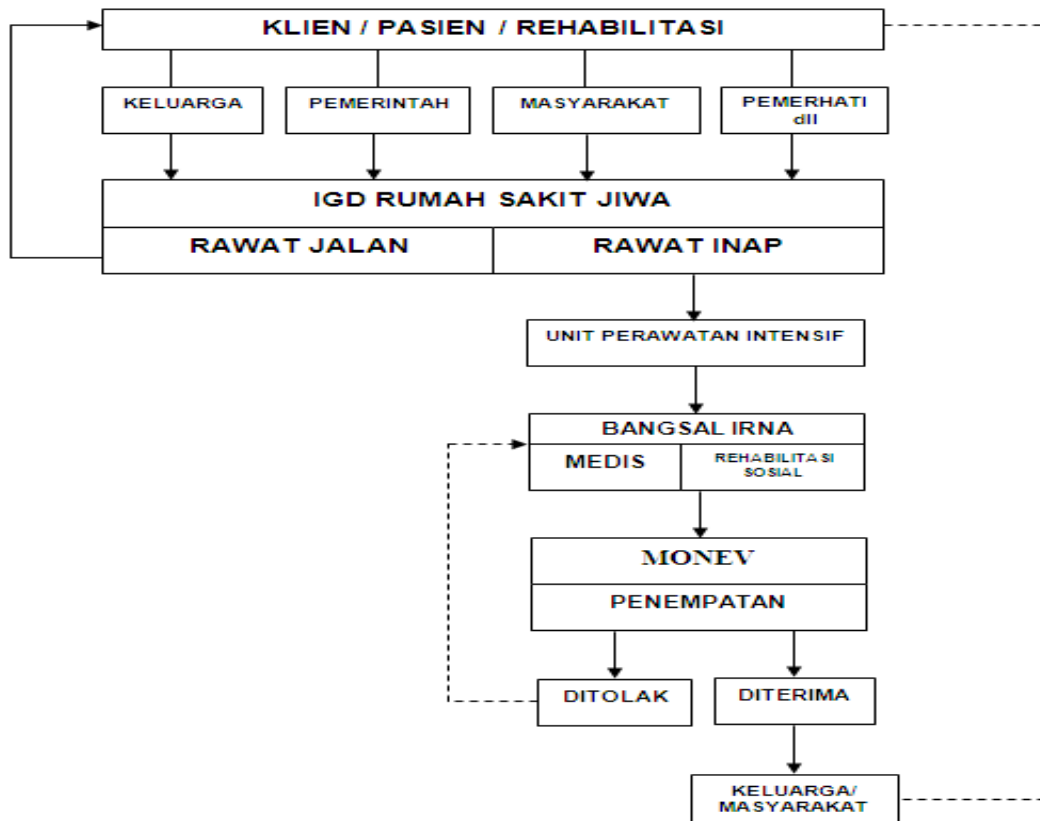 KLIEN / PASIEN / REHABILITASI
KELUARGA
PEMERINTAH
MASYARAKAT
PEMERHATI
dll
IGD RUMAH SAKIT JIWA
RAWAT JALAN
RAWAT INAP
UNIT PERAWATAN INTENSIF
BANGSAL IRNA
MEDIS
REHABILITASI
SOSIAL
MONEV
PENEMPATAN
DITOLAK
DITERIMA
KELUARGA/
MASYARAKAT